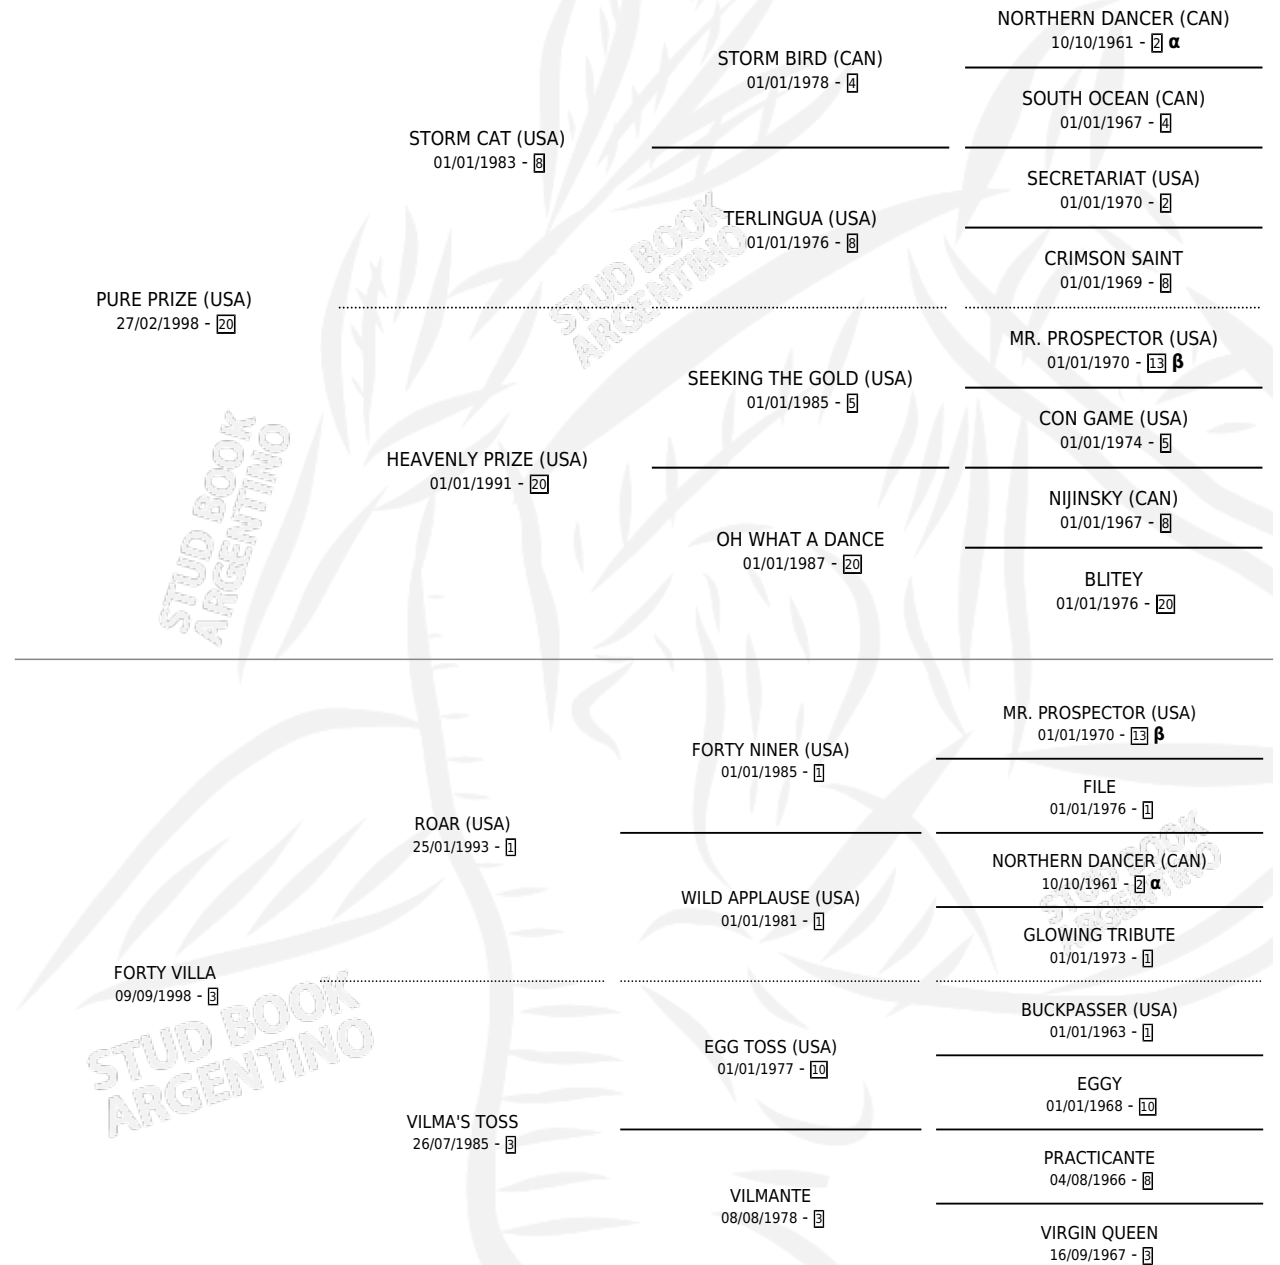 NORTHERN DANCER (CAN)
10/10/1961 - 2 α
STORM BIRD (CAN)
01/01/1978 - 4
SOUTH OCEAN (CAN)
01/01/1967 - 4
STORM CAT (USA)
01/01/1983 - 8
SECRETARIAT (USA)
01/01/1970 - 2
TERLINGUA (USA)
01/01/1976 - 8
CRIMSON SAINT
01/01/1969 - 8
PURE PRIZE (USA)
27/02/1998 - 20
STUD BOOK
ARGENTINO
MR. PROSPECTOR (USA)
01/01/1970 - 13 β
SEEKING THE GOLD (USA)
01/01/1985 - 5
CON GAME (USA)
01/01/1974 - 5
HEAVENLY PRIZE (USA)
01/01/1991 - 20
STUD BOOK
ARGENTINO
NIJINSKY (CAN)
01/01/1967 - 8
OH WHAT A DANCE
01/01/1987 - 20
BLITEY
01/01/1976 - 20
MR. PROSPECTOR (USA)
01/01/1970 - 13 β
FORTY NINER (USA)
01/01/1985 - 1
FILE
01/01/1976 - 1
ROAR (USA)
25/01/1993 - 1
STUD BOOK
ARGENTINO
NORTHERN DANCER (CAN)
10/10/1961 - 2 α
WILD APPLAUSE (USA)
01/01/1981 - 1
GLOWING TRIBUTE
01/01/1973 - 1
FORTY VILLA
09/09/1998 - 3
STUD BOOK
ARGENTINO
BUCKPASSER (USA)
01/01/1963 - 1
EGG TOSS (USA)
01/01/1977 - 10
EGGY
01/01/1968 - 10
VILMA'S TOSS
26/07/1985 - 3
PRACTICANTE
04/08/1966 - 8
VILMANTE
08/08/1978 - 3
VIRGIN QUEEN
16/09/1967 - 3